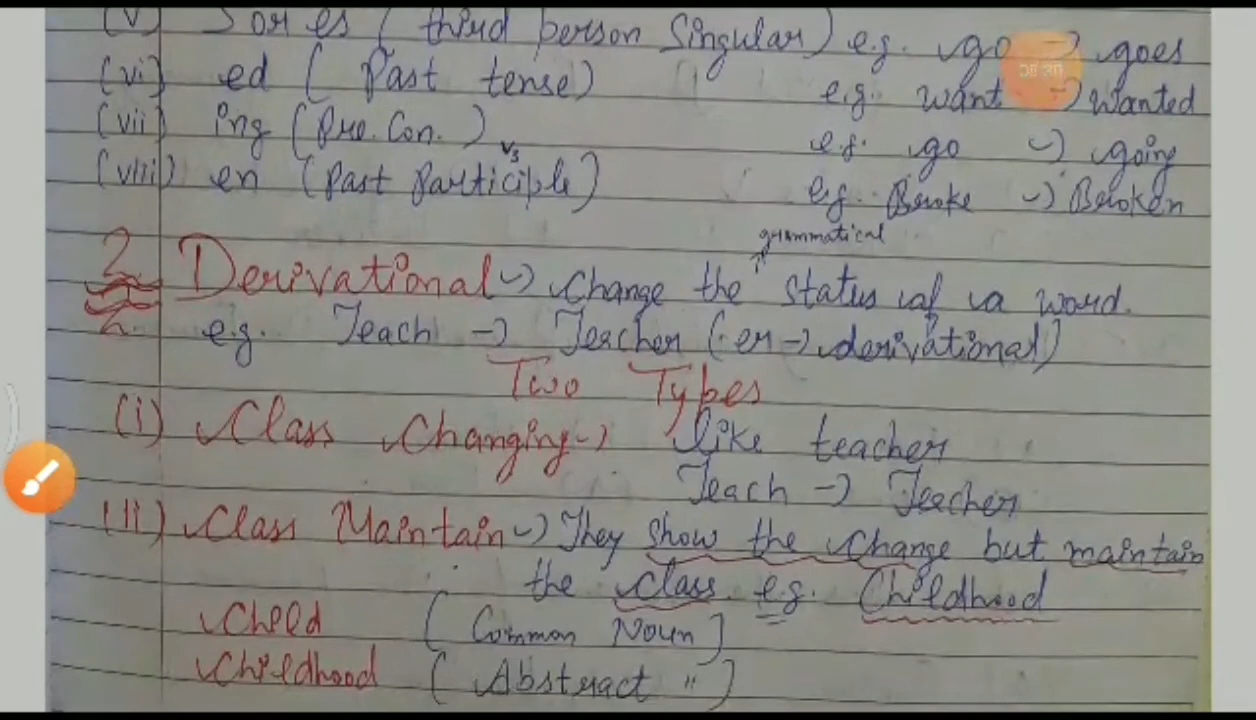 (v) S or es (third person Singular) e.g. go → goes
(vi) ed (Past tense) e.g. want → Wanted
(vii) ing (Pre. Con.) e.g. go → going
V3
(viii) en (Past Participle) e.g. Broke → Broken
grammatical
2 Derivational → Change the status of a word.
e.g. Teach → Teacher (er → derivational)
Two Types
(i) Class Changing → like teacher
Teach → Teacher
(ii) Class Maintain → They show the change but maintain
the class e.g. Childhood
Child (Common Noun)
Childhood (Abstract ")